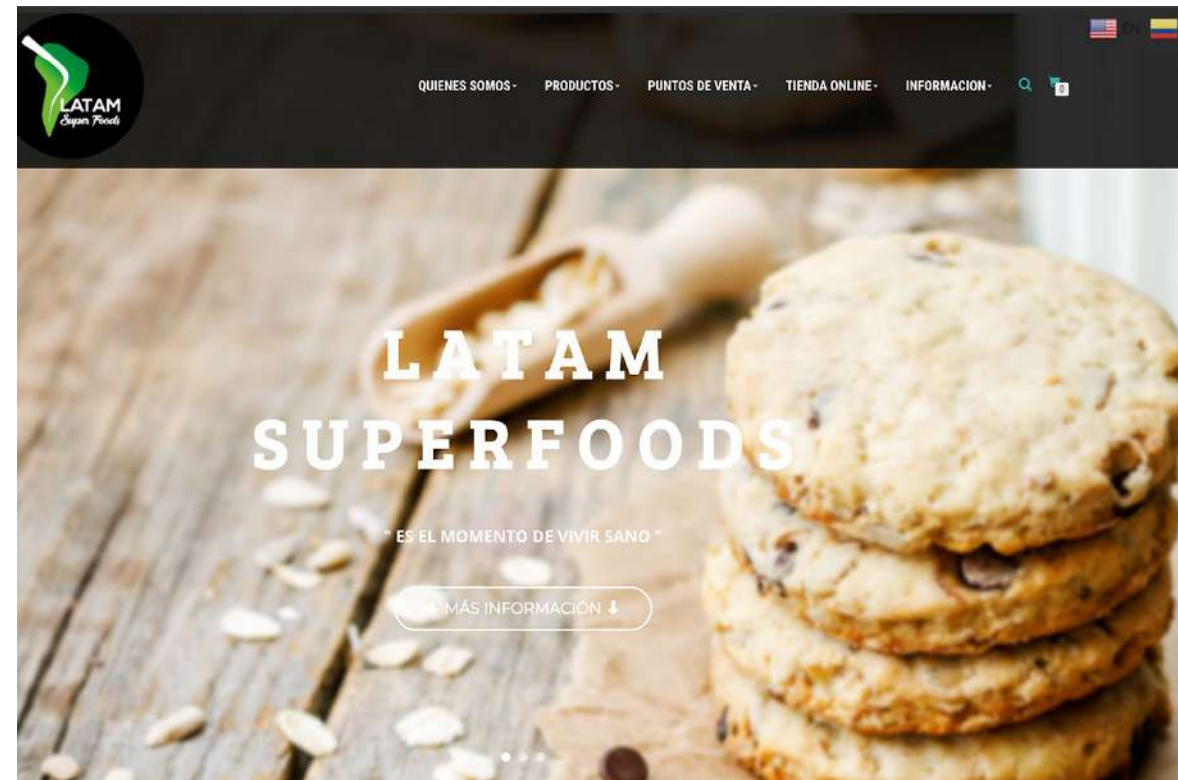 LATAM
Super Foods
EN
QUIENES SOMOS
PRODUCTOS
PUNTOS DE VENTA
TIENDA ONLINE
INFORMACION
0
LATAM
SUPERFOODS
" ES EL MOMENTO DE VIVIR SANO "
⬇ MÁS INFORMACIÓN ⬇